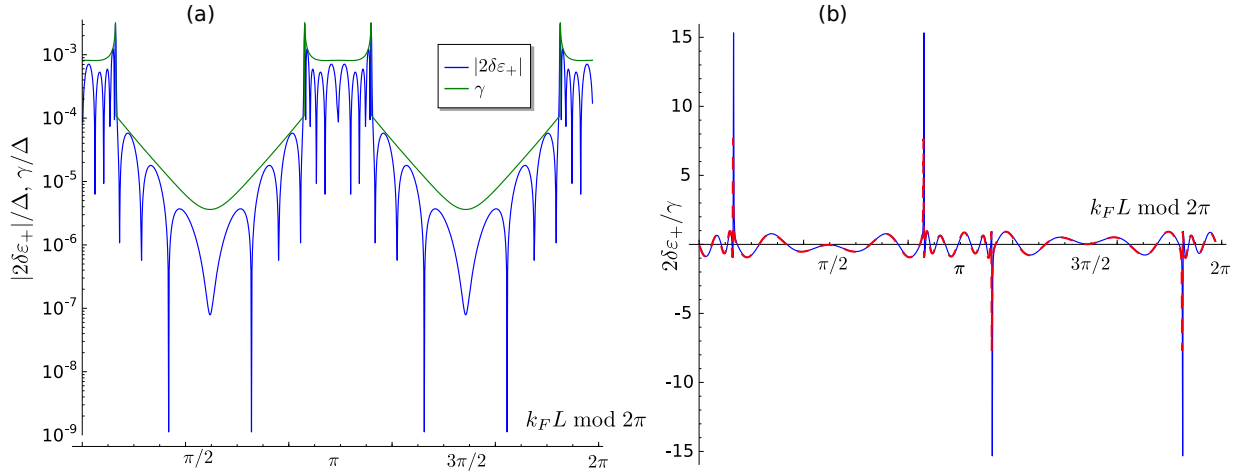 (a)
10⁻³
10⁻⁴
10⁻⁵
10⁻⁶
10⁻⁷
10⁻⁸
10⁻⁹
|2δε₊|/Δ, γ/Δ
|2δε₊|
γ
k_F L mod 2π
π/2
π
3π/2
2π
(b)
15
10
5
-5
-10
-15
2δε₊/γ
k_F L mod 2π
π/2
π
3π/2
2π